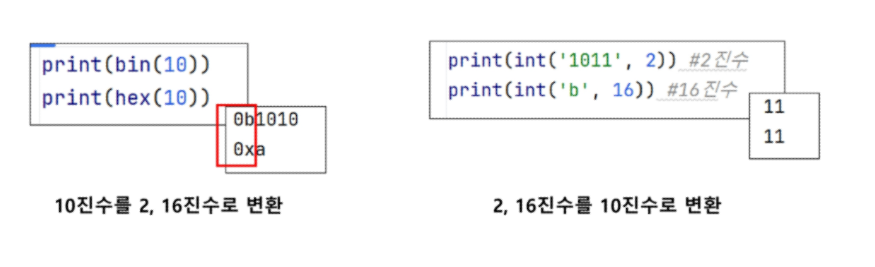 print(bin(10))
print(hex(10))
0b1010
0xa
10진수를 2, 16진수로 변환
print(int('1011', 2)) #2진수
print(int('b', 16)) #16진수
11
11
2, 16진수를 10진수로 변환